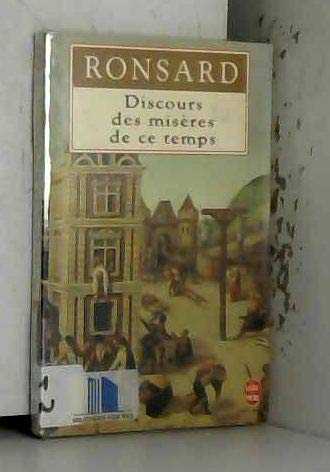 RONSARD
Discours
des misères
de ce temps